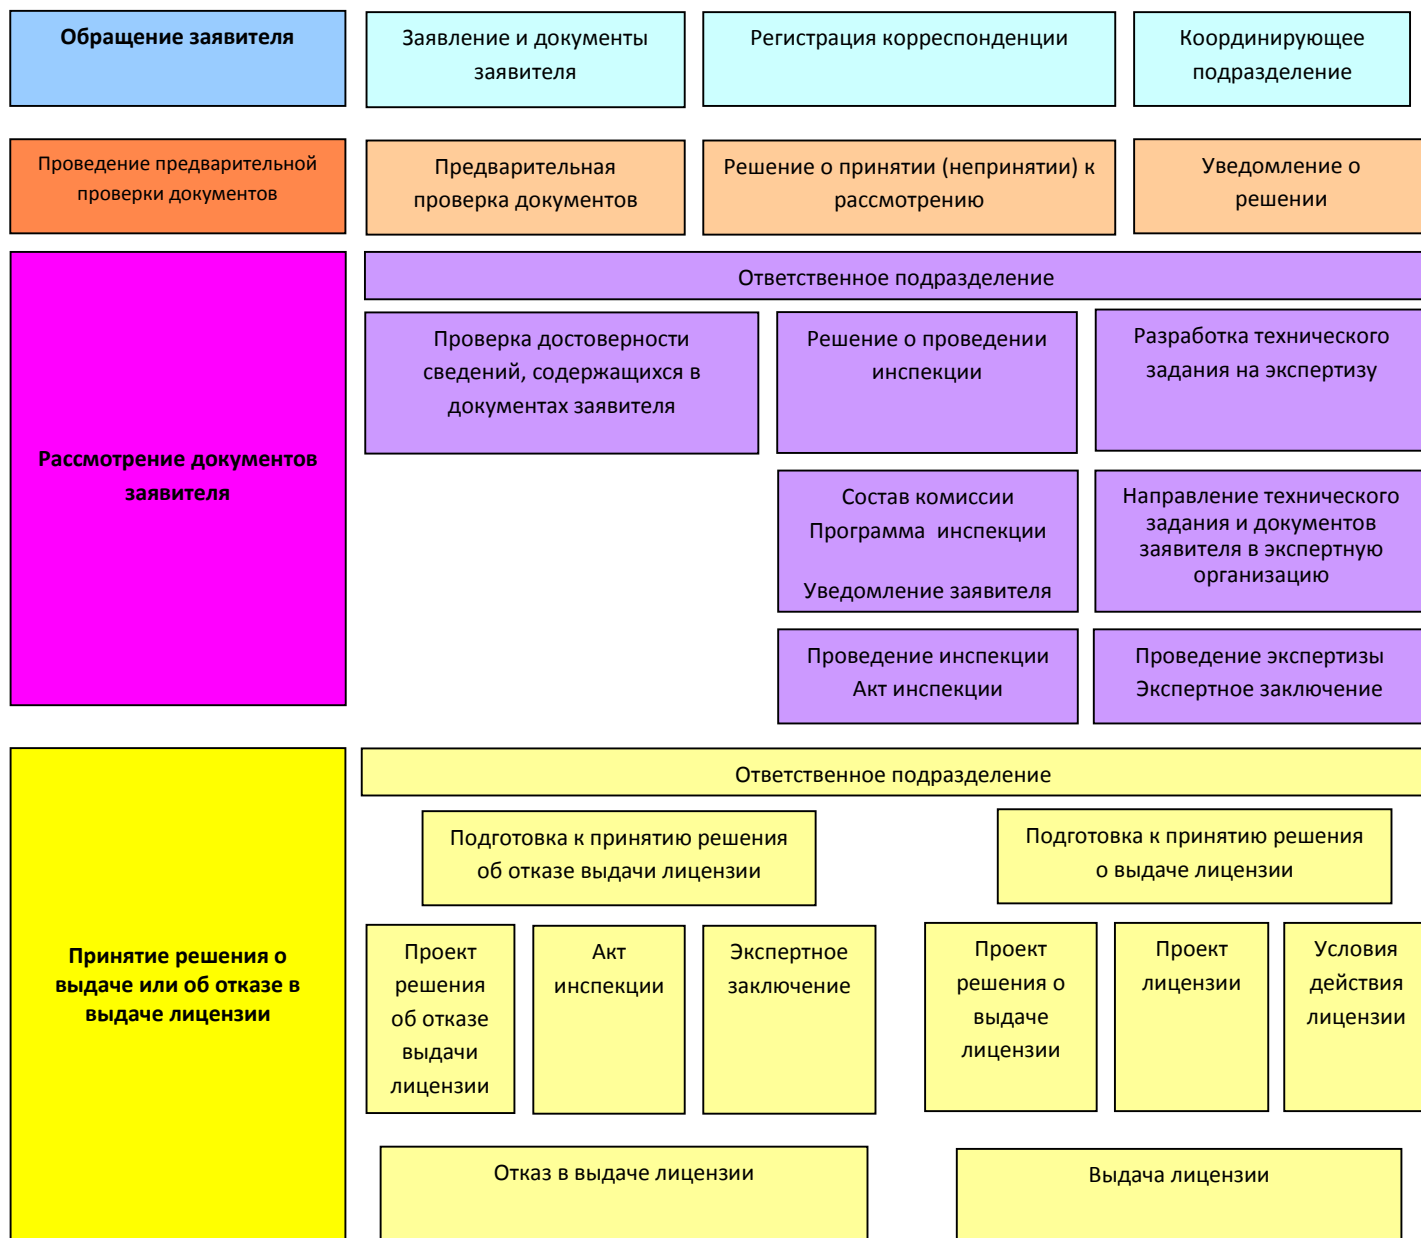 Обращение заявителя
Заявление и документы
заявителя
Регистрация корреспонденции
Координирующее
подразделение
Проведение предварительной
проверки документов
Предварительная
проверка документов
Решение о принятии (непринятии) к
рассмотрению
Уведомление о
решении
Рассмотрение документов
заявителя
Ответственное подразделение
Проверка достоверности
сведений, содержащихся в
документах заявителя
Решение о проведении
инспекции
Разработка технического
задания на экспертизу
Состав комиссии
Программа инспекции
Уведомление заявителя
Направление технического
задания и документов
заявителя в экспертную
организацию
Проведение инспекции
Акт инспекции
Проведение экспертизы
Экспертное заключение
Принятие решения о
выдаче или об отказе в
выдаче лицензии
Ответственное подразделение
Подготовка к принятию решения
об отказе выдачи лицензии
Подготовка к принятию решения
о выдаче лицензии
Проект
решения
об отказе
выдачи
лицензии
Акт
инспекции
Экспертное
заключение
Проект
решения о
выдаче
лицензии
Проект
лицензии
Условия
действия
лицензии
Отказ в выдаче лицензии
Выдача лицензии